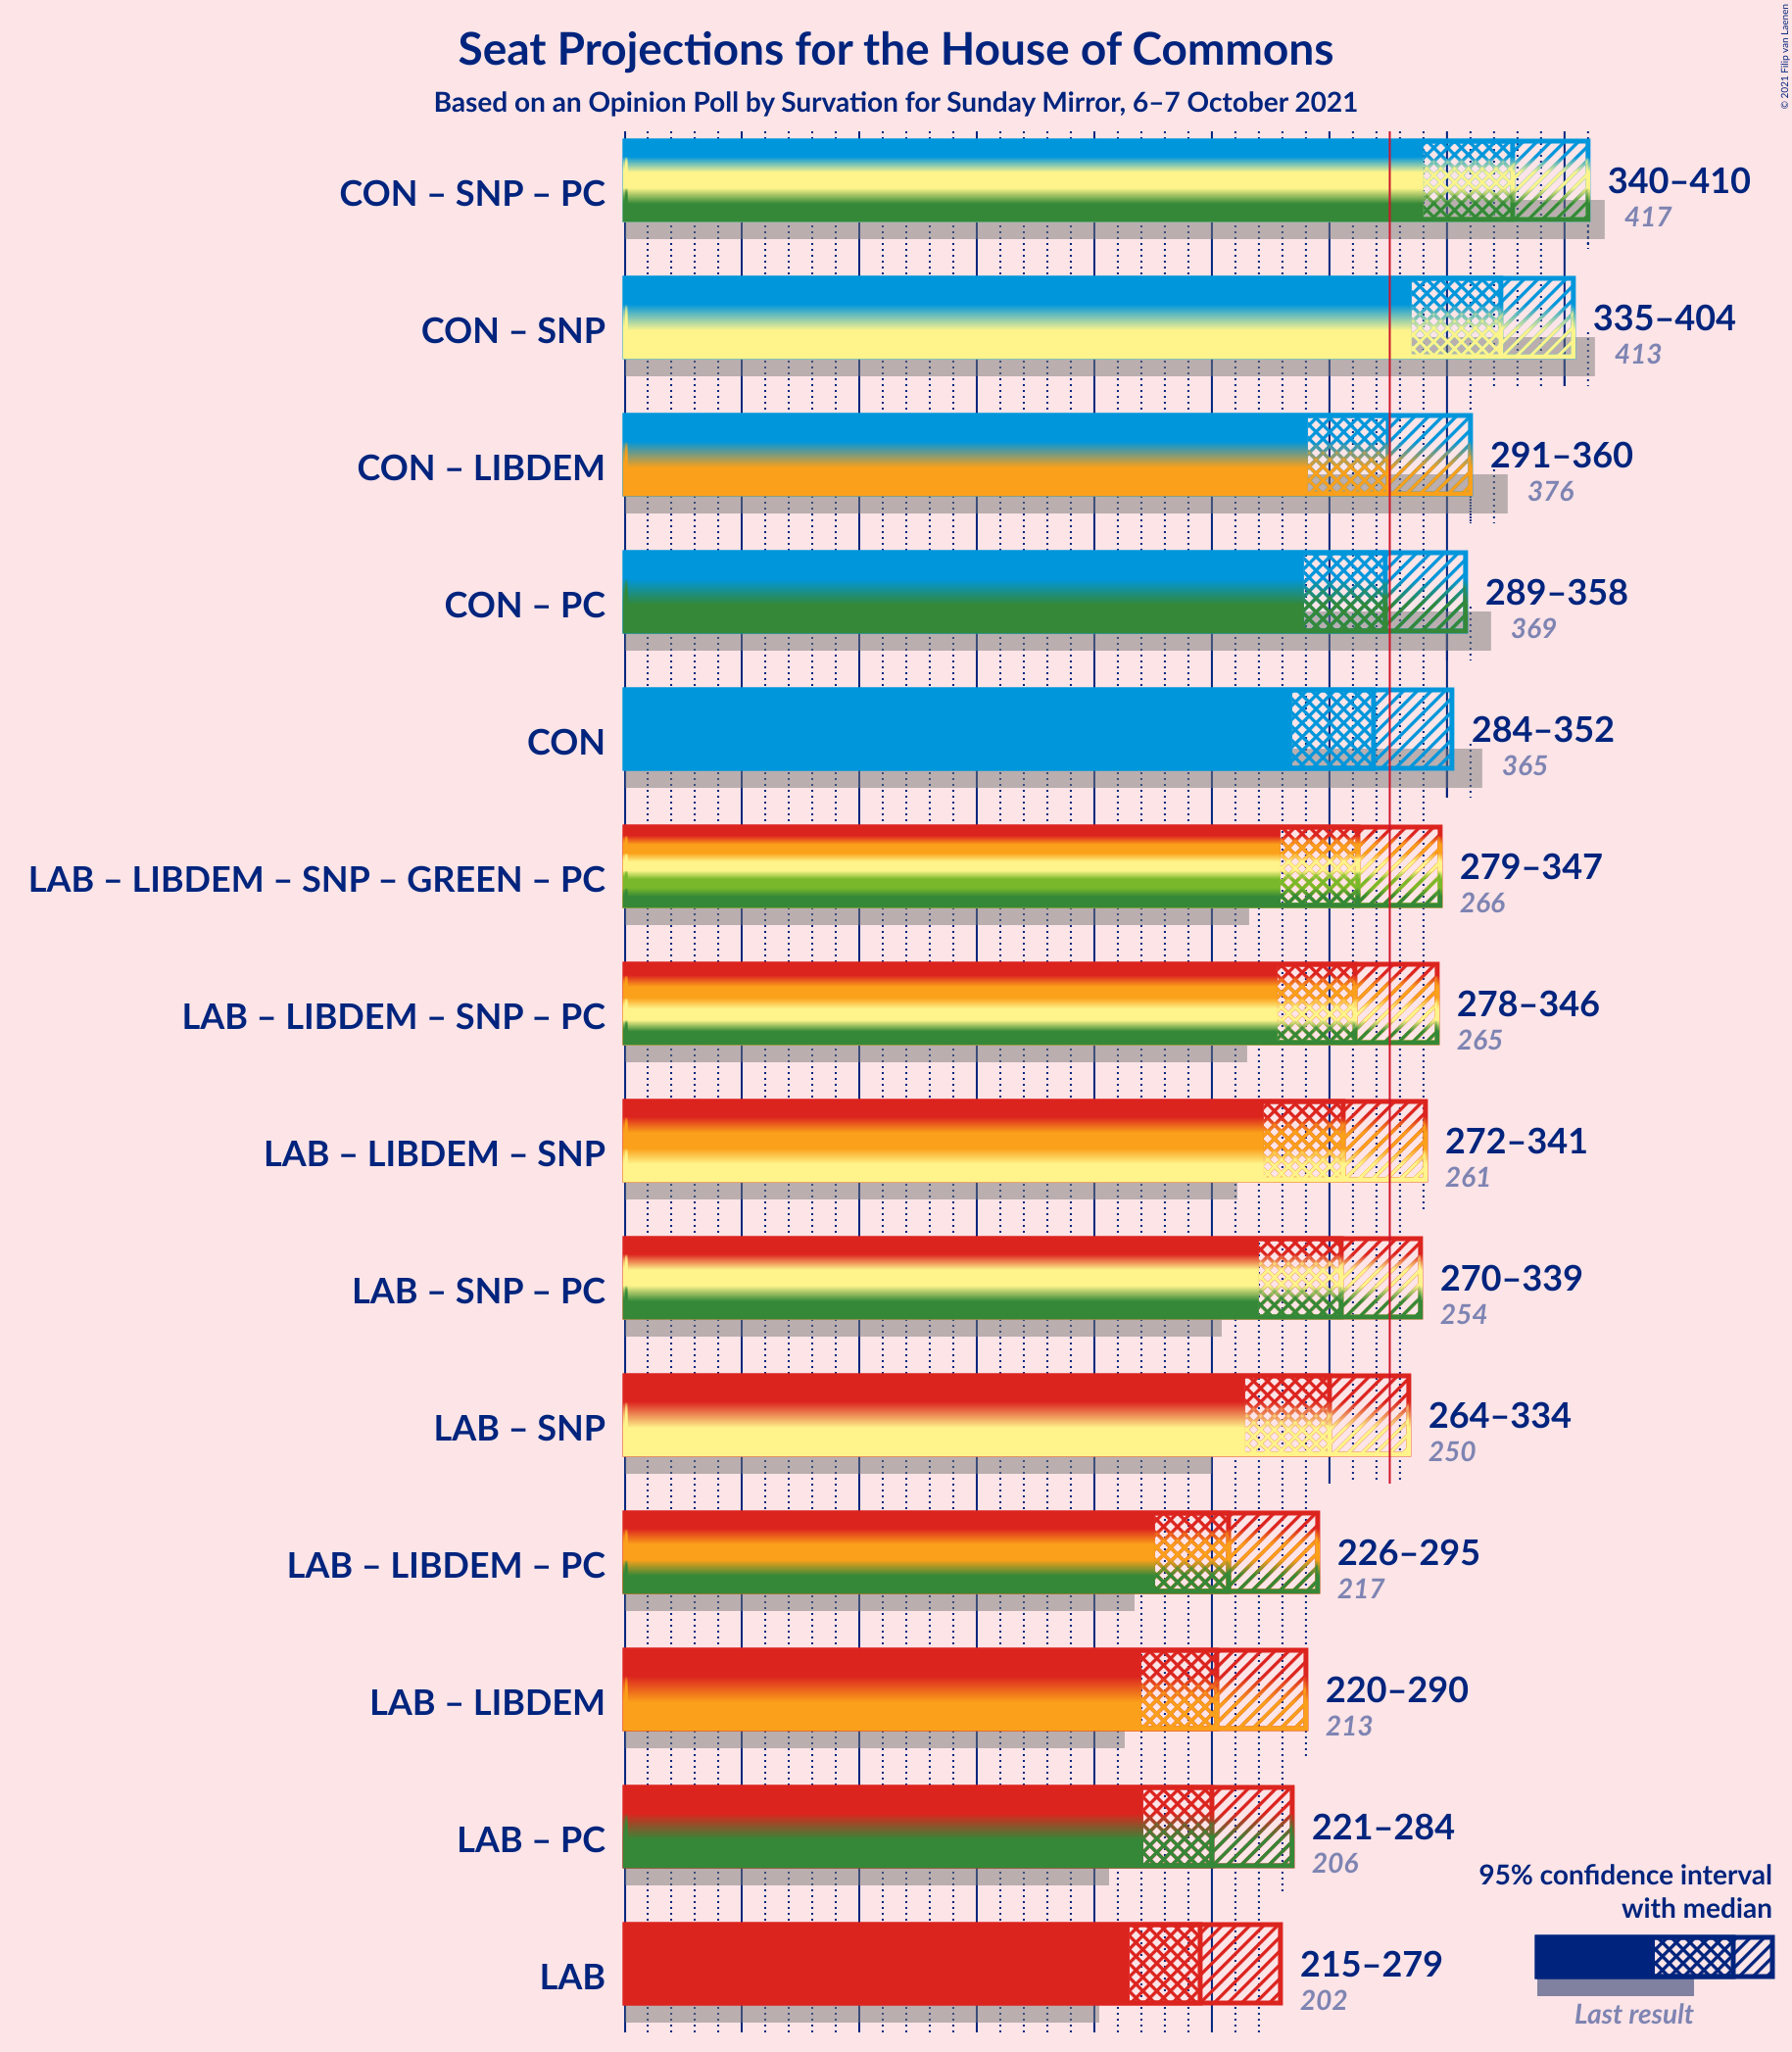 Seat Projections for the House of Commons
Based on an Opinion Poll by Survation for Sunday Mirror, 6–7 October 2021
© 2021 Filip van Laenen
CON – SNP – PC
340–410
417
CON – SNP
335–404
413
CON – LIBDEM
291–360
376
CON – PC
289–358
369
CON
284–352
365
LAB – LIBDEM – SNP – GREEN – PC
279–347
266
LAB – LIBDEM – SNP – PC
278–346
265
LAB – LIBDEM – SNP
272–341
261
LAB – SNP – PC
270–339
254
LAB – SNP
264–334
250
LAB – LIBDEM – PC
226–295
217
LAB – LIBDEM
220–290
213
LAB – PC
221–284
206
LAB
215–279
202
95% confidence interval
with median
Last result